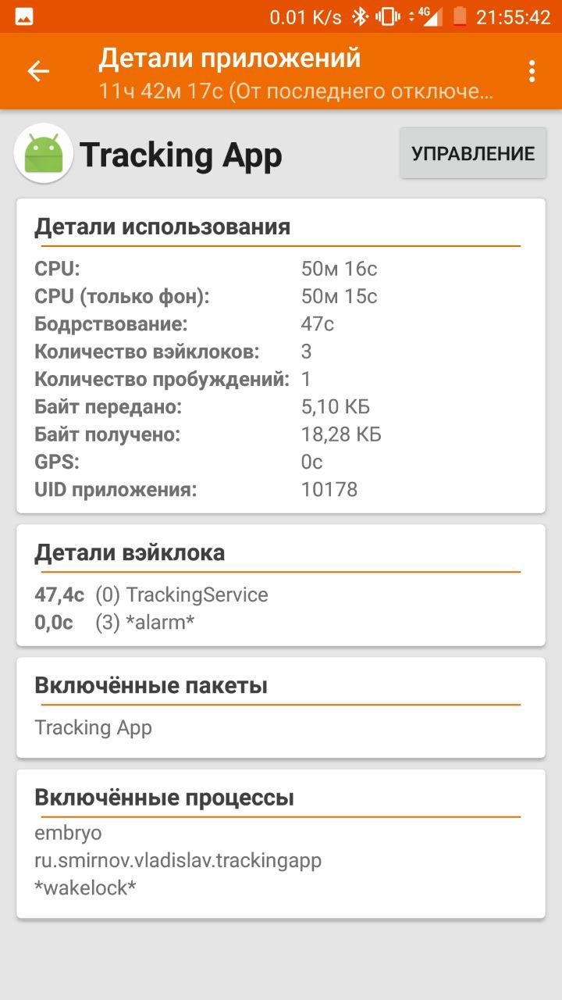 0.01 K/s 4G 21:55:42
Детали приложений
11ч 42м 17с (От последнего отключе...
Tracking App
УПРАВЛЕНИЕ
Детали использования
CPU: 50м 16с
CPU (только фон): 50м 15с
Бодрствование: 47с
Количество вэйклоков: 3
Количество пробуждений: 1
Байт передано: 5,10 КБ
Байт получено: 18,28 КБ
GPS: 0с
UID приложения: 10178
Детали вэйклока
47,4с (0) TrackingService
0,0с (3) *alarm*
Включённые пакеты
Tracking App
Включённые процессы
embryo
ru.smirnov.vladislav.trackingapp
*wakelock*